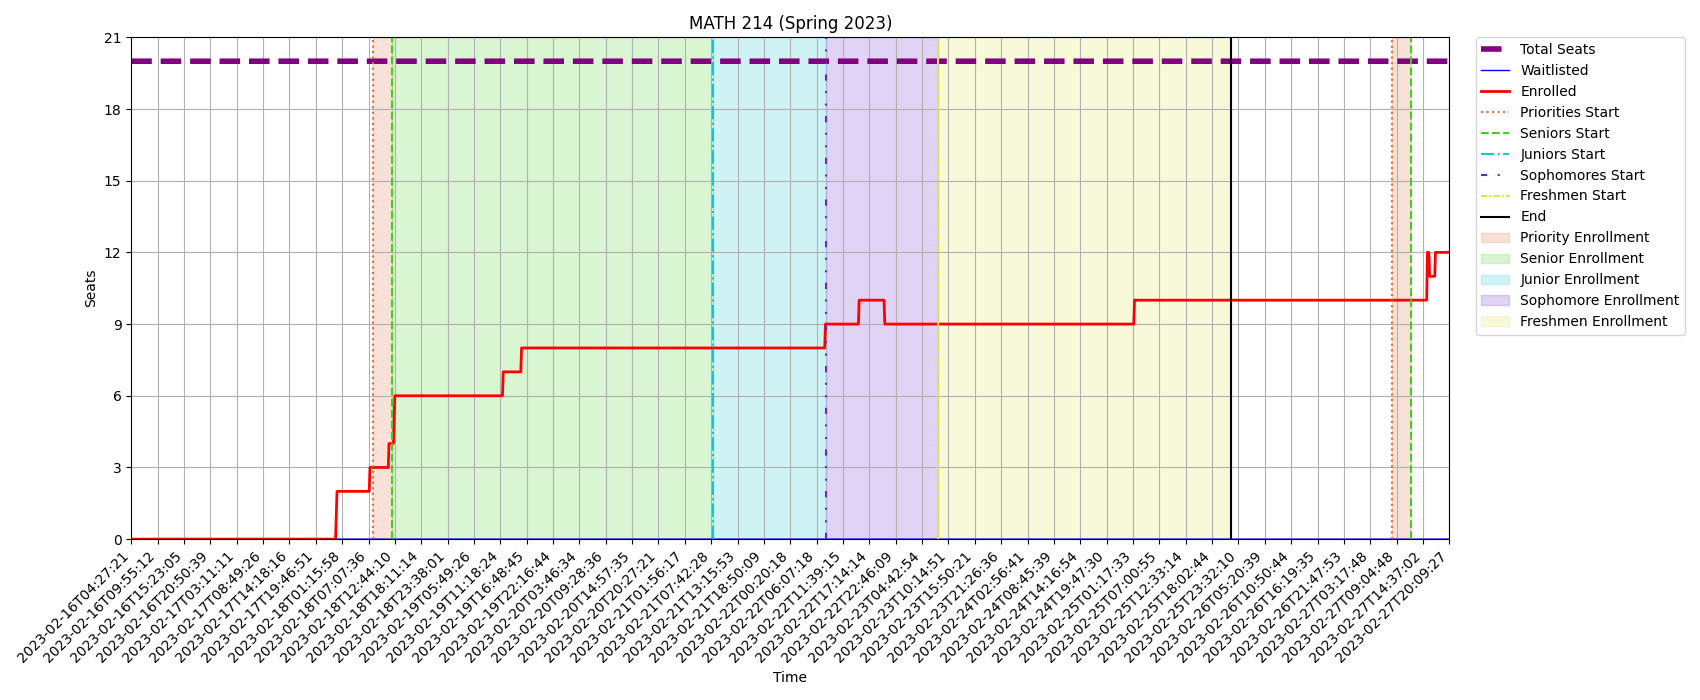 MATH 214 (Spring 2023)
21
18
15
12
9
6
3
0
Seats
2023-02-16T04:27:21
2023-02-16T09:55:12
2023-02-16T15:23:05
2023-02-16T20:50:39
2023-02-17T03:11:11
2023-02-17T08:49:26
2023-02-17T14:18:16
2023-02-17T19:46:51
2023-02-18T01:15:58
2023-02-18T07:07:36
2023-02-18T12:44:10
2023-02-18T18:11:14
2023-02-18T23:38:01
2023-02-19T05:49:26
2023-02-19T11:18:24
2023-02-19T16:48:45
2023-02-19T22:16:44
2023-02-20T03:46:34
2023-02-20T09:28:36
2023-02-20T14:57:35
2023-02-20T20:27:21
2023-02-21T01:56:17
2023-02-21T07:42:28
2023-02-21T13:15:53
2023-02-21T18:50:09
2023-02-22T00:20:18
2023-02-22T06:07:18
2023-02-22T11:39:15
2023-02-22T17:14:14
2023-02-22T22:46:09
2023-02-23T04:42:54
2023-02-23T10:14:51
2023-02-23T15:50:21
2023-02-23T21:26:36
2023-02-24T02:56:41
2023-02-24T08:45:39
2023-02-24T14:16:54
2023-02-24T19:47:30
2023-02-25T01:17:33
2023-02-25T07:00:55
2023-02-25T12:33:14
2023-02-25T18:02:44
2023-02-25T23:32:10
2023-02-26T05:20:39
2023-02-26T10:50:44
2023-02-26T16:19:35
2023-02-26T21:47:53
2023-02-27T03:17:48
2023-02-27T09:04:48
2023-02-27T14:37:02
2023-02-27T20:09:27
Time
Total Seats
Waitlisted
Enrolled
Priorities Start
Seniors Start
Juniors Start
Sophomores Start
Freshmen Start
End
Priority Enrollment
Senior Enrollment
Junior Enrollment
Sophomore Enrollment
Freshmen Enrollment